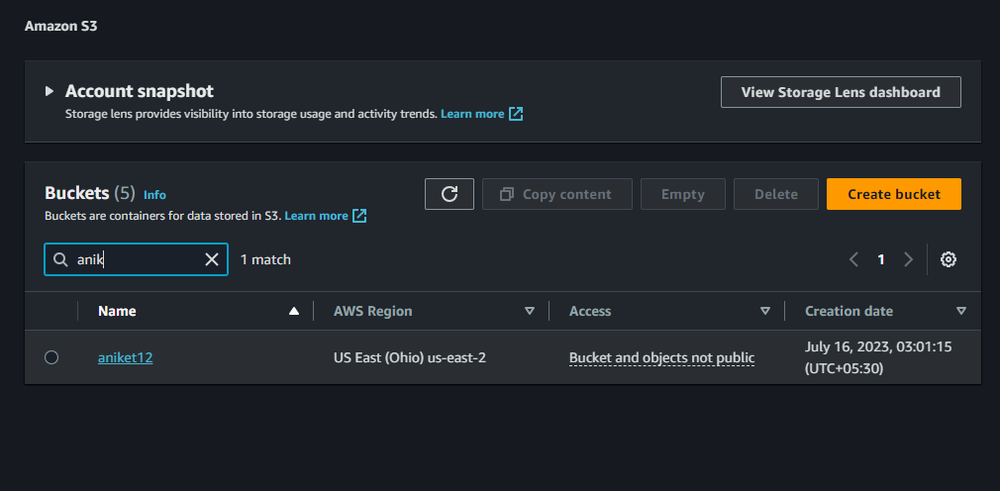 Amazon S3
Account snapshot
View Storage Lens dashboard
Storage lens provides visibility into storage usage and activity trends. Learn more
Buckets (5) Info
Copy content
Empty
Delete
Create bucket
Buckets are containers for data stored in S3. Learn more
anik
1 match
1
Name
AWS Region
Access
Creation date
aniket12
US East (Ohio) us-east-2
Bucket and objects not public
July 16, 2023, 03:01:15
(UTC+05:30)